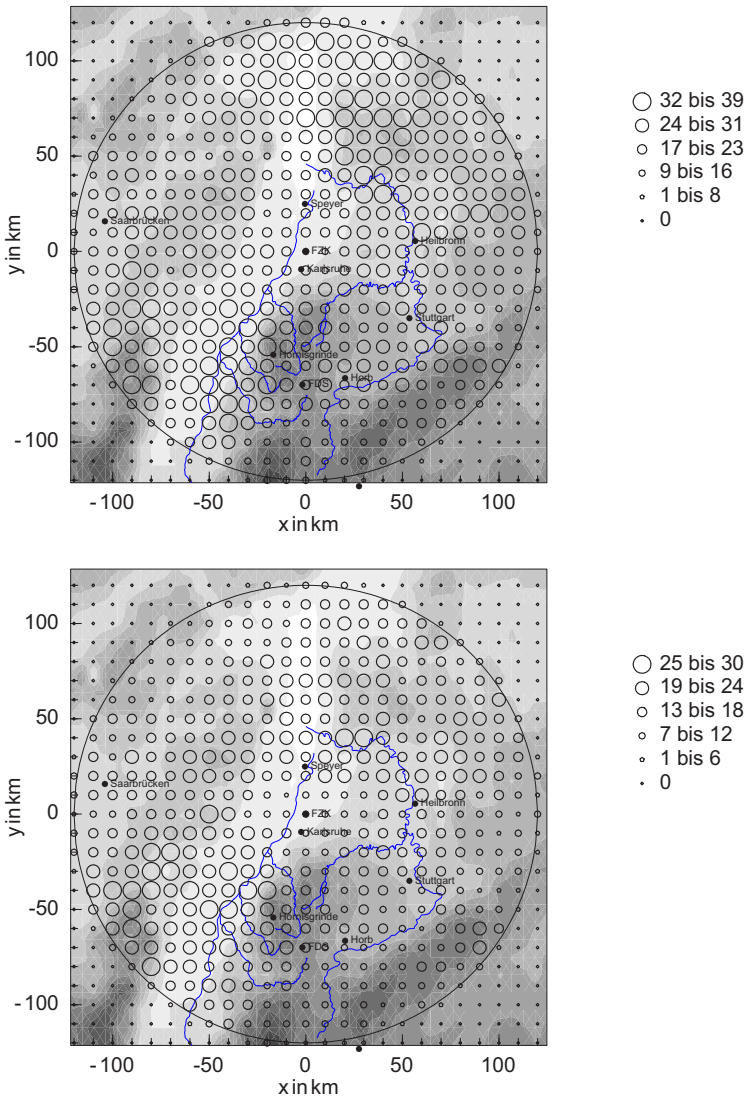 100
50
0
-50
-100
y in km
-100 -50 0 50 100
x in km
Saarbrücken
Speyer
FZK
Karlsruhe
Heilbronn
Stuttgart
Hornisgrinde
FDS
Horb
32 bis 39
24 bis 31
17 bis 23
9 bis 16
1 bis 8
0
100
50
0
-50
-100
y in km
-100 -50 0 50 100
x in km
Saarbrücken
Speyer
FZK
Karlsruhe
Heilbronn
Stuttgart
Hornisgrinde
FDS
Horb
25 bis 30
19 bis 24
13 bis 18
7 bis 12
1 bis 6
0